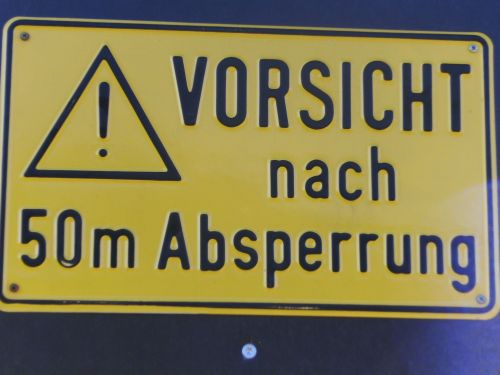 VORSICHT
nach
50m Absperrung